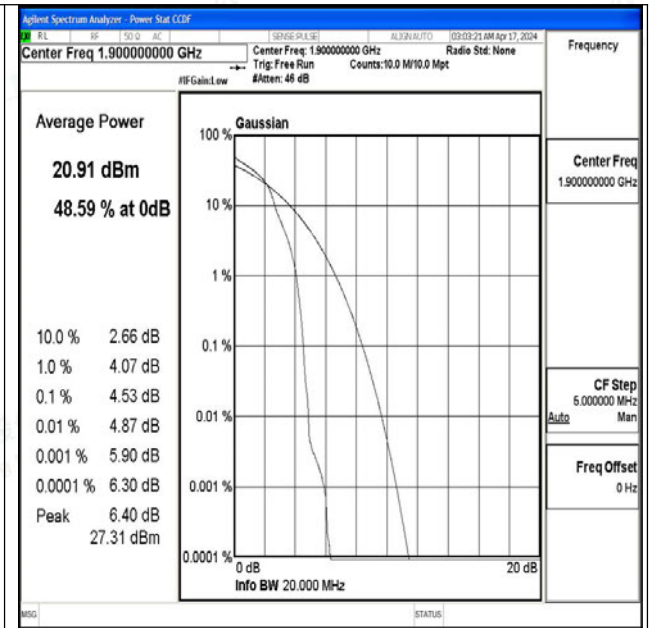 Agilent Spectrum Analyzer - Power Stat CCDF
RL RF 50 Ω AC SENSE:PULSE ALIGN AUTO 03:03:21 AM Apr 17, 2024
Center Freq 1.900000000 GHz
Center Freq: 1.900000000 GHz Radio Std: None
Trig: Free Run Counts:10.0 M/10.0 Mpt
#IFGain:Low #Atten: 46 dB
Frequency
Average Power
20.91 dBm
48.59 % at 0dB
10.0 % 2.66 dB
1.0 % 4.07 dB
0.1 % 4.53 dB
0.01 % 4.87 dB
0.001 % 5.90 dB
0.0001 % 6.30 dB
Peak 6.40 dB
27.31 dBm
Gaussian
100 %
10 %
1 %
0.1 %
0.01 %
0.001 %
0.0001 %
0 dB 20 dB
Info BW 20.000 MHz
Center Freq
1.900000000 GHz
CF Step
5.000000 MHz
Auto Man
Freq Offset
0 Hz
MSG STATUS